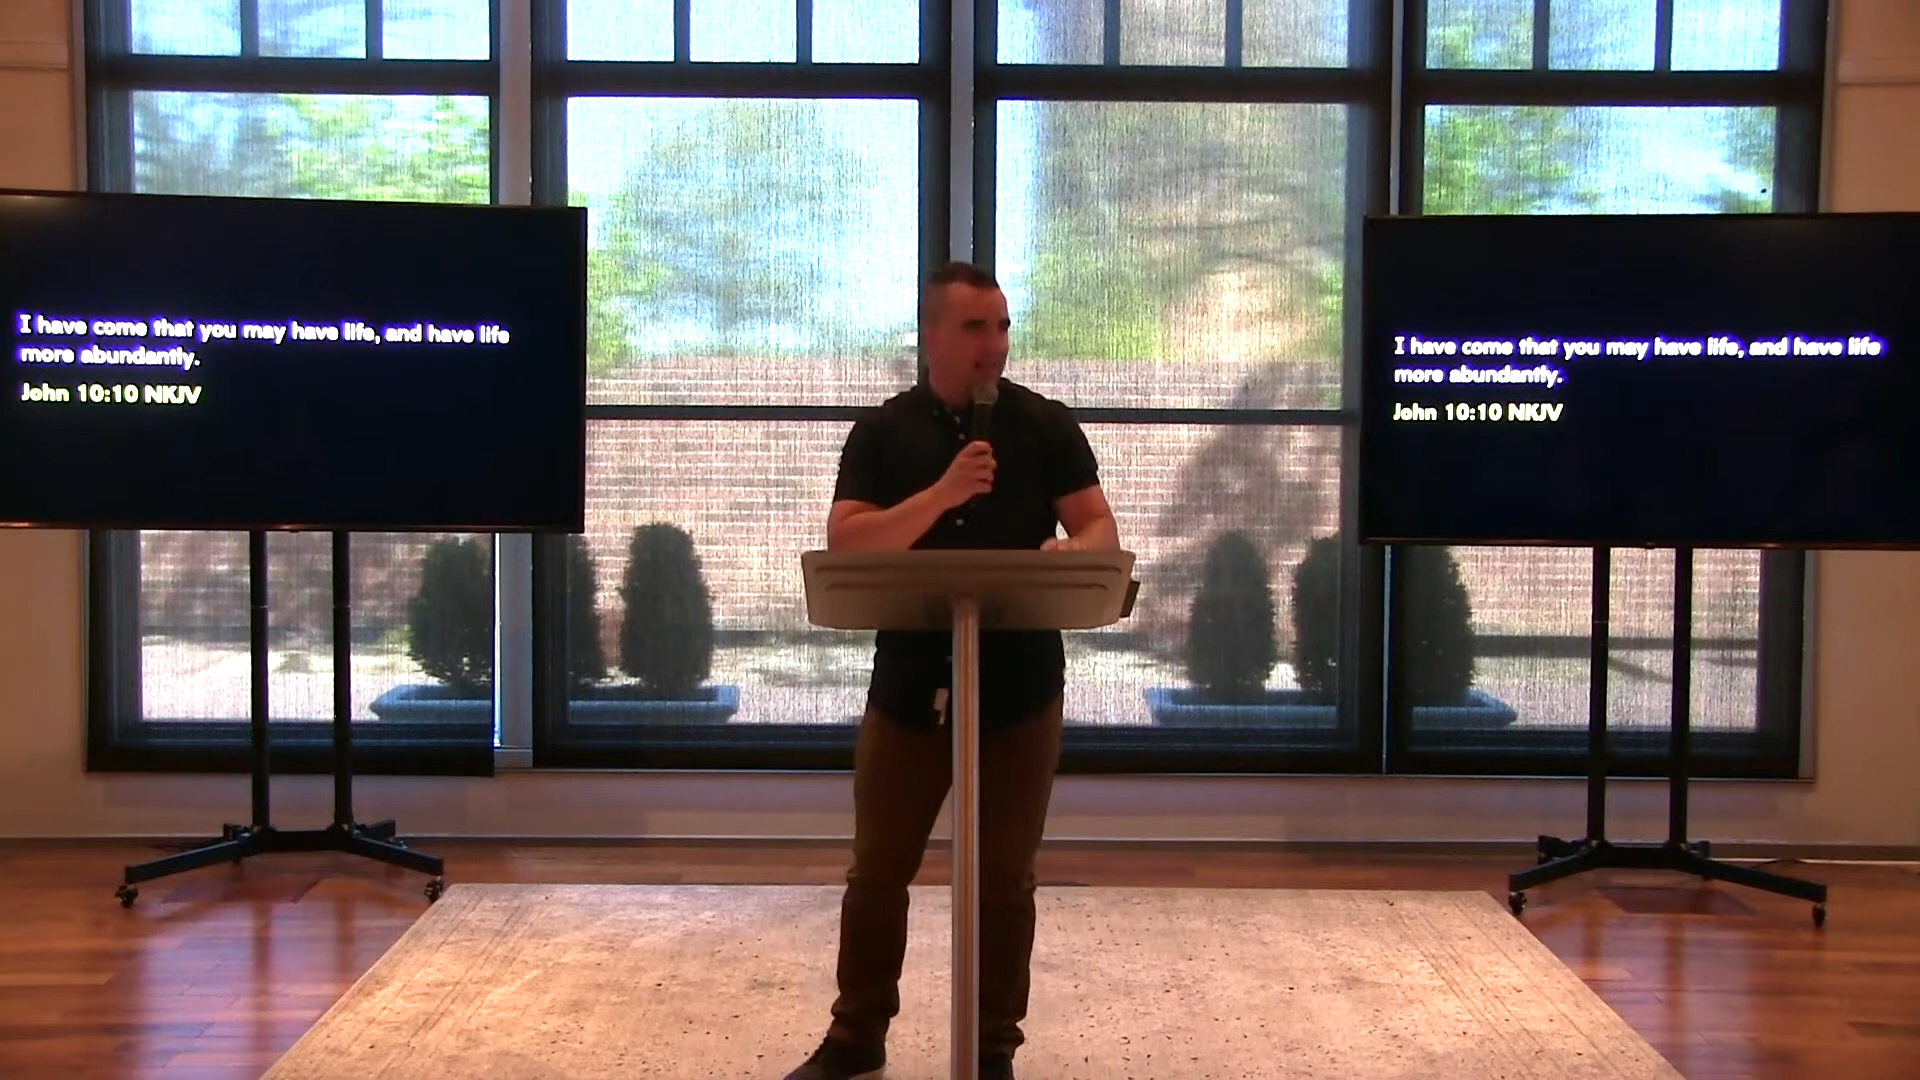 I have come that you may have life, and have life
more abundantly.
John 10:10 NKJV
I have come that you may have life, and have life
more abundantly.
John 10:10 NKJV